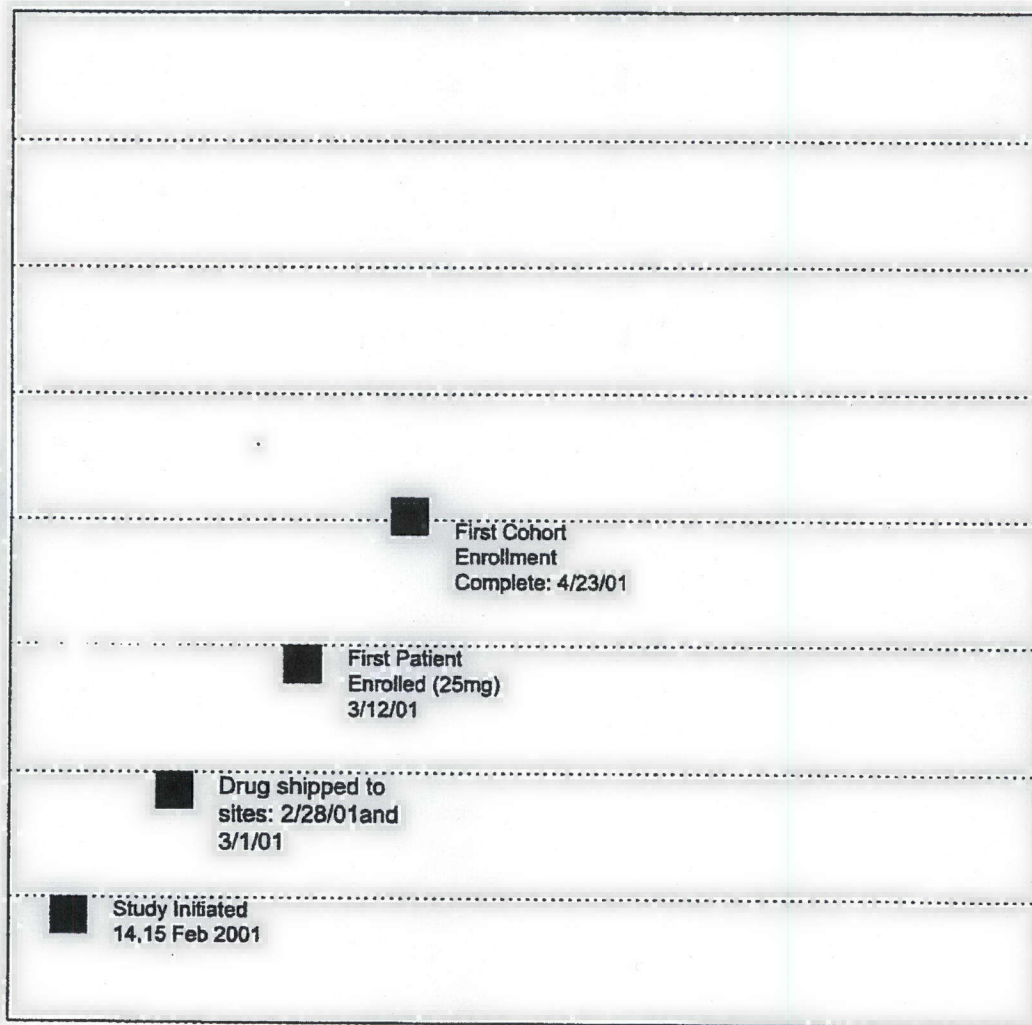 First Cohort
Enrollment
Complete: 4/23/01
First Patient
Enrolled (25mg)
3/12/01
Drug shipped to
sites: 2/28/01and
3/1/01
Study Initiated
14,15 Feb 2001